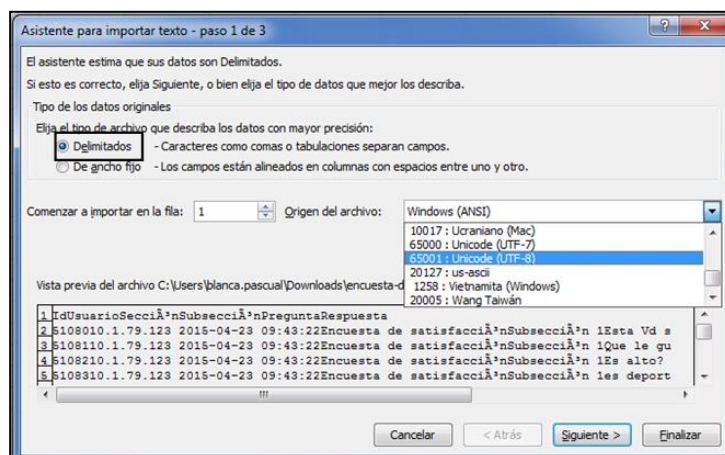 Asistente para importar texto - paso 1 de 3
El asistente estima que sus datos son Delimitados.
Si esto es correcto, elija Siguiente, o bien elija el tipo de datos que mejor los describa.
Tipo de los datos originales
Elija el tipo de archivo que describa los datos con mayor precisión:
Delimitados - Caracteres como comas o tabulaciones separan campos.
De ancho fijo - Los campos están alineados en columnas con espacios entre uno y otro.
Comenzar a importar en la fila: 1 Origen del archivo: Windows (ANSI)
10017 : Ucraniano (Mac)
65000 : Unicode (UTF-7)
65001 : Unicode (UTF-8)
20127 : us-ascii
1258 : Vietnamita (Windows)
20005 : Wang Taiwán
Vista previa del archivo C:\Users\blanca.pascual\Downloads\encuesta-d
1 IdUsuarioSecciÃ³nSubsecciÃ³nPreguntaRespuesta
2 5108010.1.79.123 2015-04-23 09:43:22Encuesta de satisfacciÃ³nSubsecciÃ³n 1Esta Vd s
3 5108110.1.79.123 2015-04-23 09:43:22Encuesta de satisfacciÃ³nSubsecciÃ³n 1Que le gu
4 5108210.1.79.123 2015-04-23 09:43:22Encuesta de satisfacciÃ³nSubsecciÃ³n 1Es alto?
5 5108310.1.79.123 2015-04-23 09:43:22Encuesta de satisfacciÃ³nSubsecciÃ³n 1es deport
Cancelar < Atrás Siguiente > Finalizar